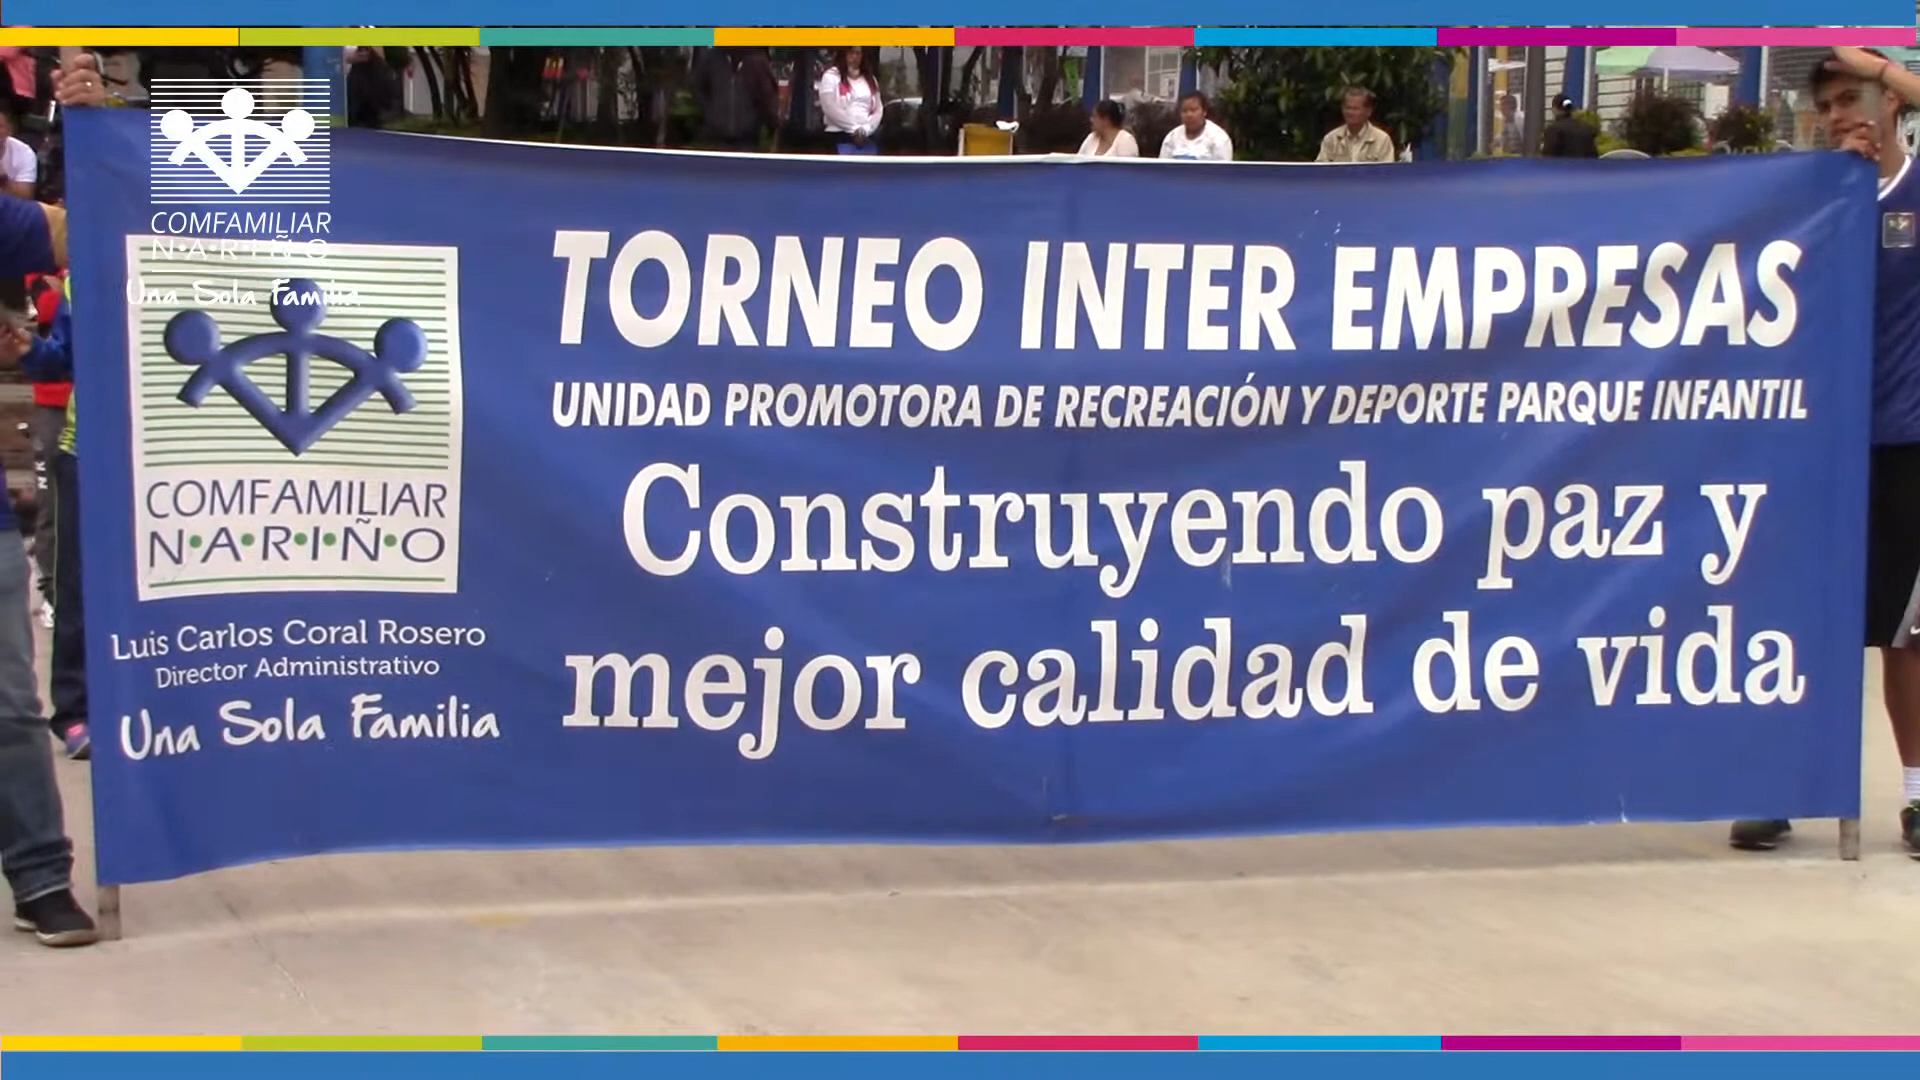 COMFAMILIAR
N•A•R•I•Ñ•O
Una Sola Familia
TORNEO INTER EMPRESAS
UNIDAD PROMOTORA DE RECREACIÓN Y DEPORTE PARQUE INFANTIL
Construyendo paz y
mejor calidad de vida
COMFAMILIAR
N•A•R•I•Ñ•O
Luis Carlos Coral Rosero
Director Administrativo
Una Sola Familia